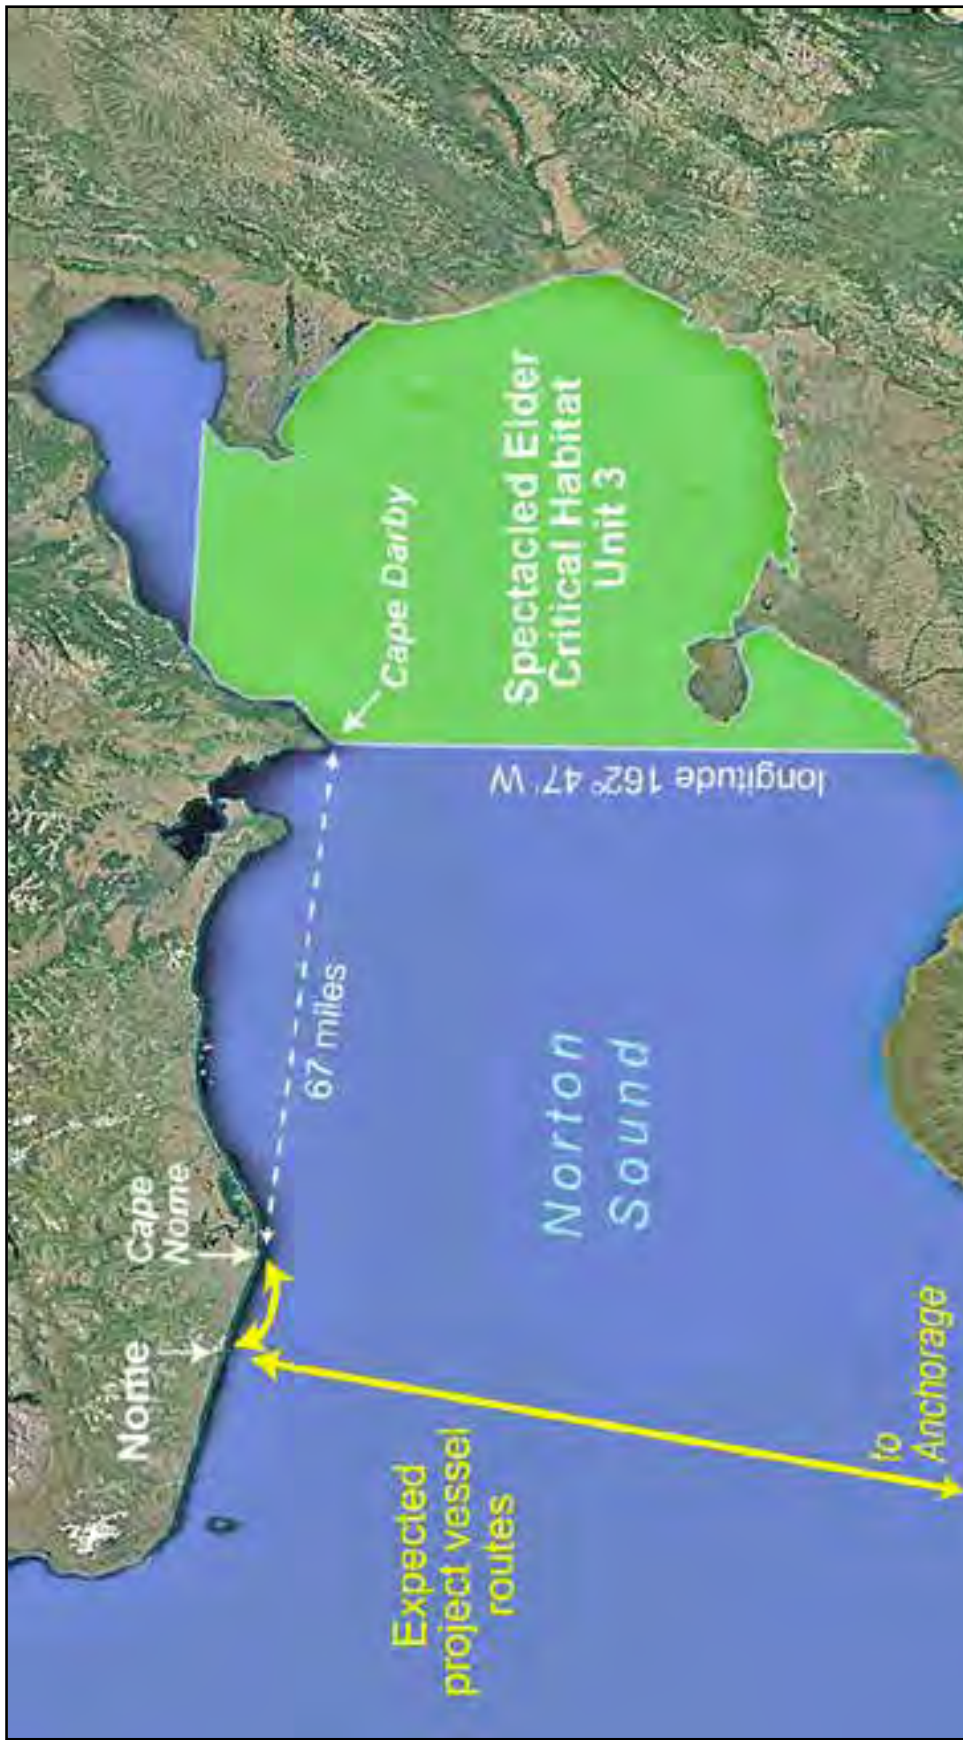 Nome
Cape
Nome
67 miles
Cape Darby
Spectacled Eider
Critical Habitat
Unit 3
longitude 162° 47' W
Norton
Sound
Expected
project vessel
routes
to
Anchorage